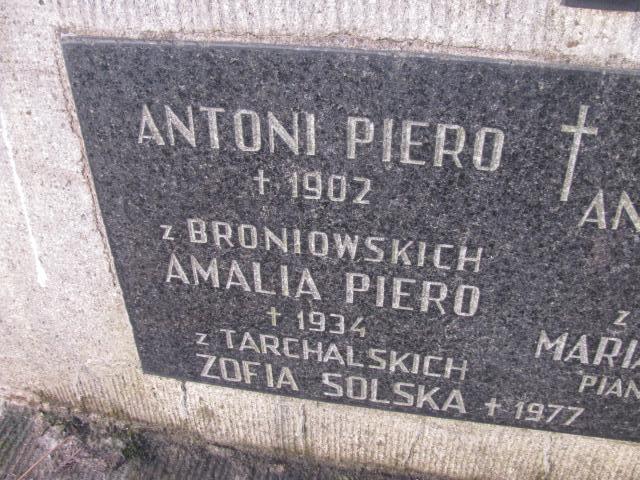 ANTONI PIERO
† 1902
z BRONIOWSKICH
AMALIA PIERO
† 1934
z TARCHALSKICH
ZOFIA SOLSKA † 1977
†
z